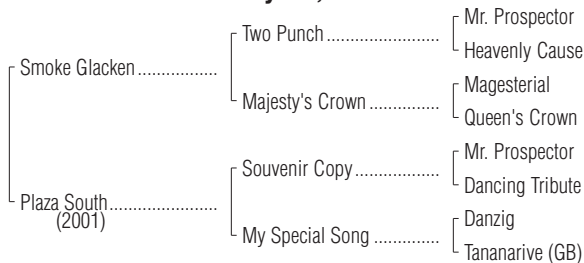 Mr. Prospector
Two Punch
Heavenly Cause
Smoke Glacken
Magesterial
Majesty's Crown
Queen's Crown
Mr. Prospector
Souvenir Copy
Dancing Tribute
Plaza South
(2001)
Danzig
My Special Song
Tananarive (GB)